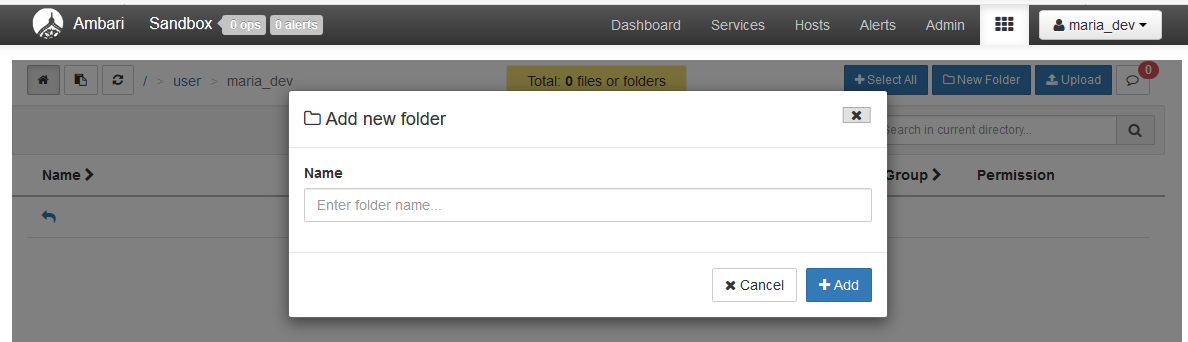 Ambari Sandbox 0 ops 0 alerts Dashboard Services Hosts Alerts Admin maria_dev
/ > user > maria_dev Total: 0 files or folders Select All New Folder Upload 0
Add new folder
Search in current directory...
Name Group Permission
Name
Enter folder name...
Cancel Add